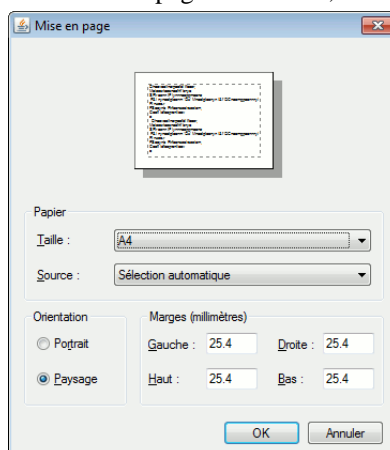 Mise en page
Papier
Taille :
A4
Source :
Sélection automatique
Orientation
Portrait
Paysage
Marges (millimètres)
Gauche : 25.4 Droite : 25.4
Haut : 25.4 Bas : 25.4
OK Annuler